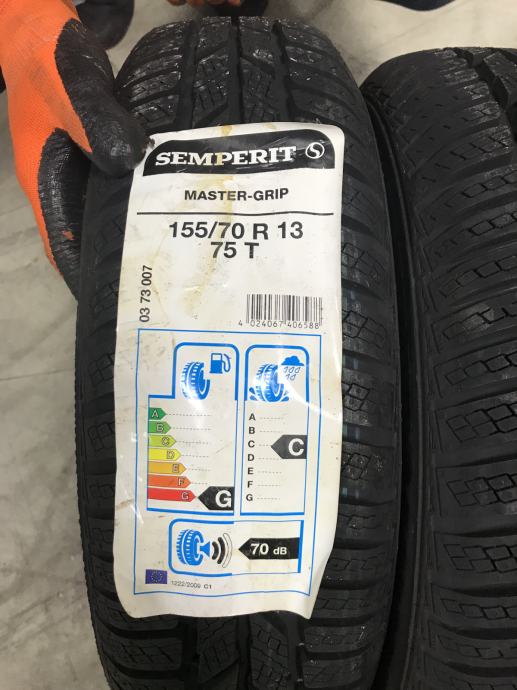 SEMPERIT S
MASTER-GRIP
155/70 R 13
75 T
03 73 007
4 024067 406588
A
B
C
D
E
F
G
G
A
B
C
D
E
F
G
C
70 dB
1222/2009 C1